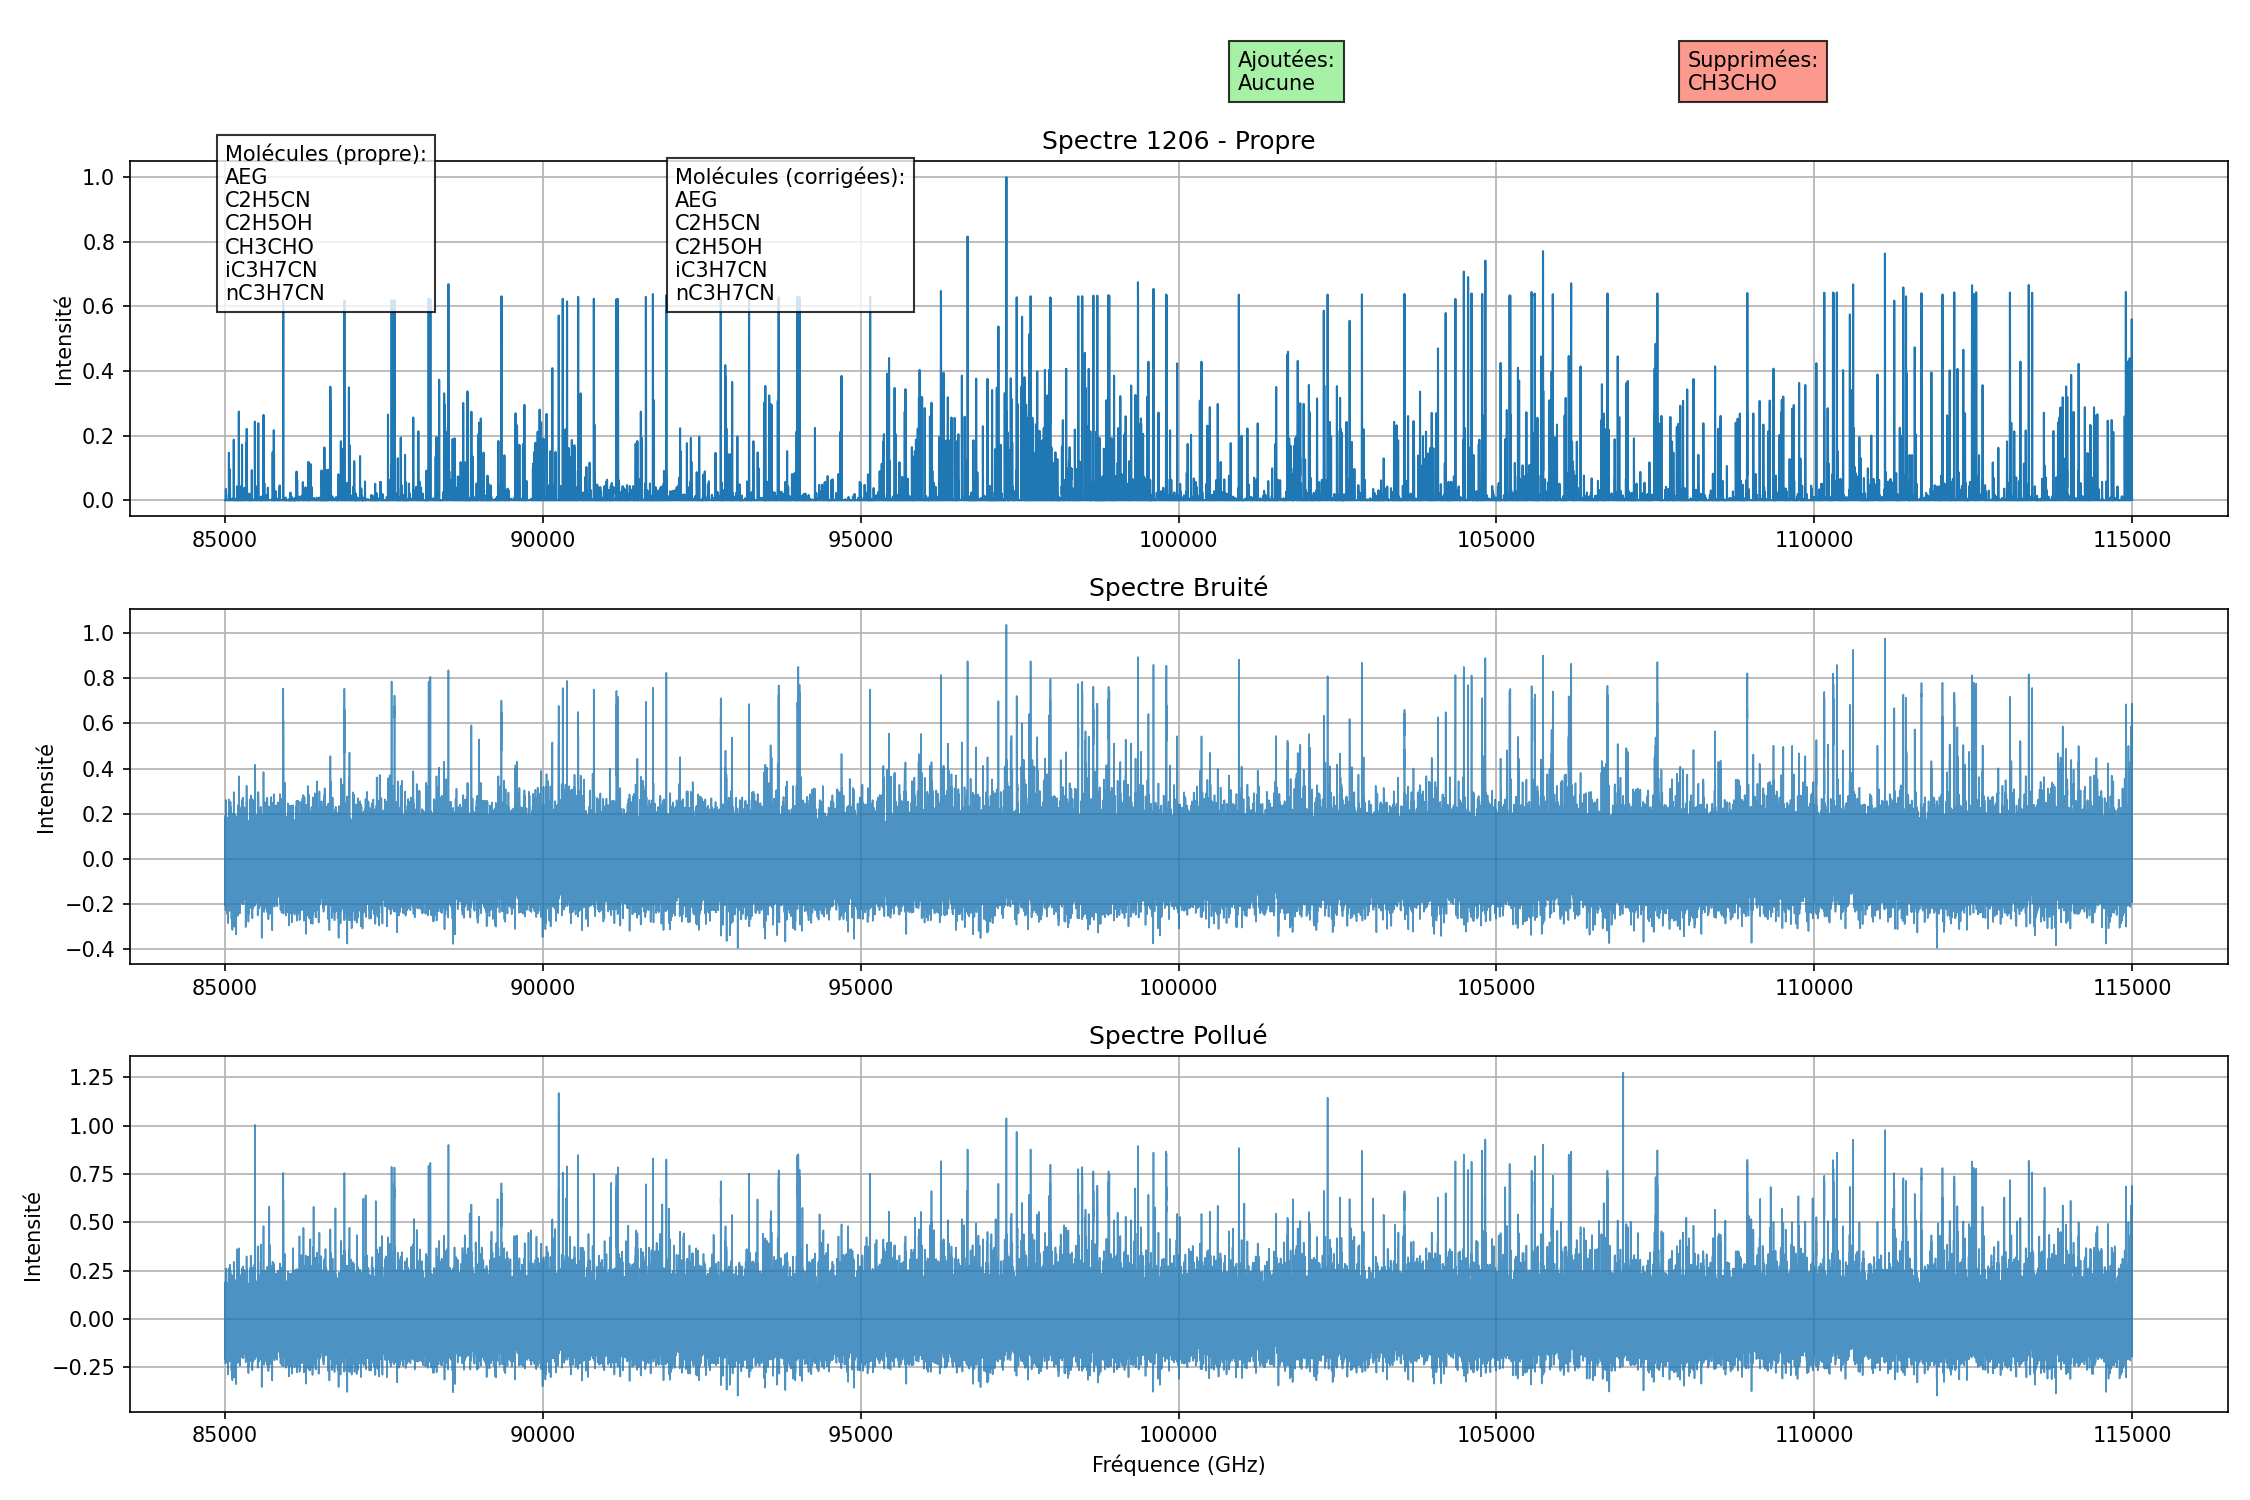 Ajoutées:
Aucune
Supprimées:
CH3CHO
Spectre 1206 - Propre
Molécules (propre):
AEG
C2H5CN
C2H5OH
CH3CHO
iC3H7CN
nC3H7CN
Molécules (corrigées):
AEG
C2H5CN
C2H5OH
iC3H7CN
nC3H7CN
Intensité
1.0
0.8
0.6
0.4
0.2
0.0
85000 90000 95000 100000 105000 110000 115000
Spectre Bruité
Intensité
1.0
0.8
0.6
0.4
0.2
0.0
−0.2
−0.4
85000 90000 95000 100000 105000 110000 115000
Spectre Pollué
Intensité
1.25
1.00
0.75
0.50
0.25
0.00
−0.25
85000 90000 95000 100000 105000 110000 115000
Fréquence (GHz)